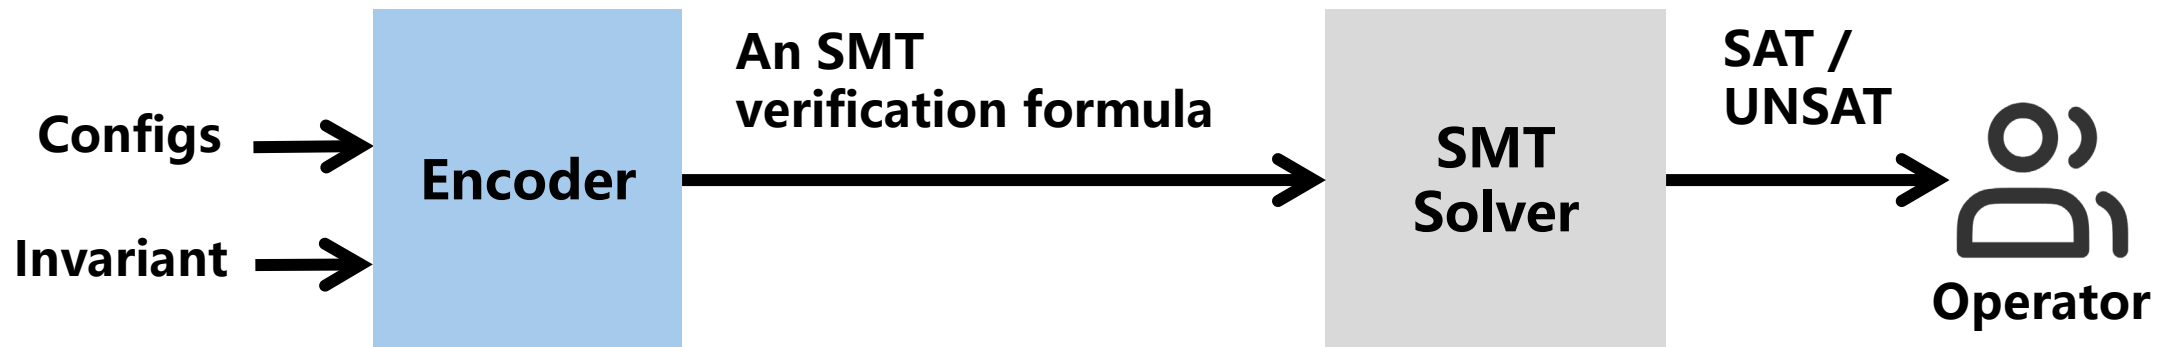 Configs
Invariant
Encoder
An SMT
verification formula
SMT
Solver
SAT /
UNSAT
Operator